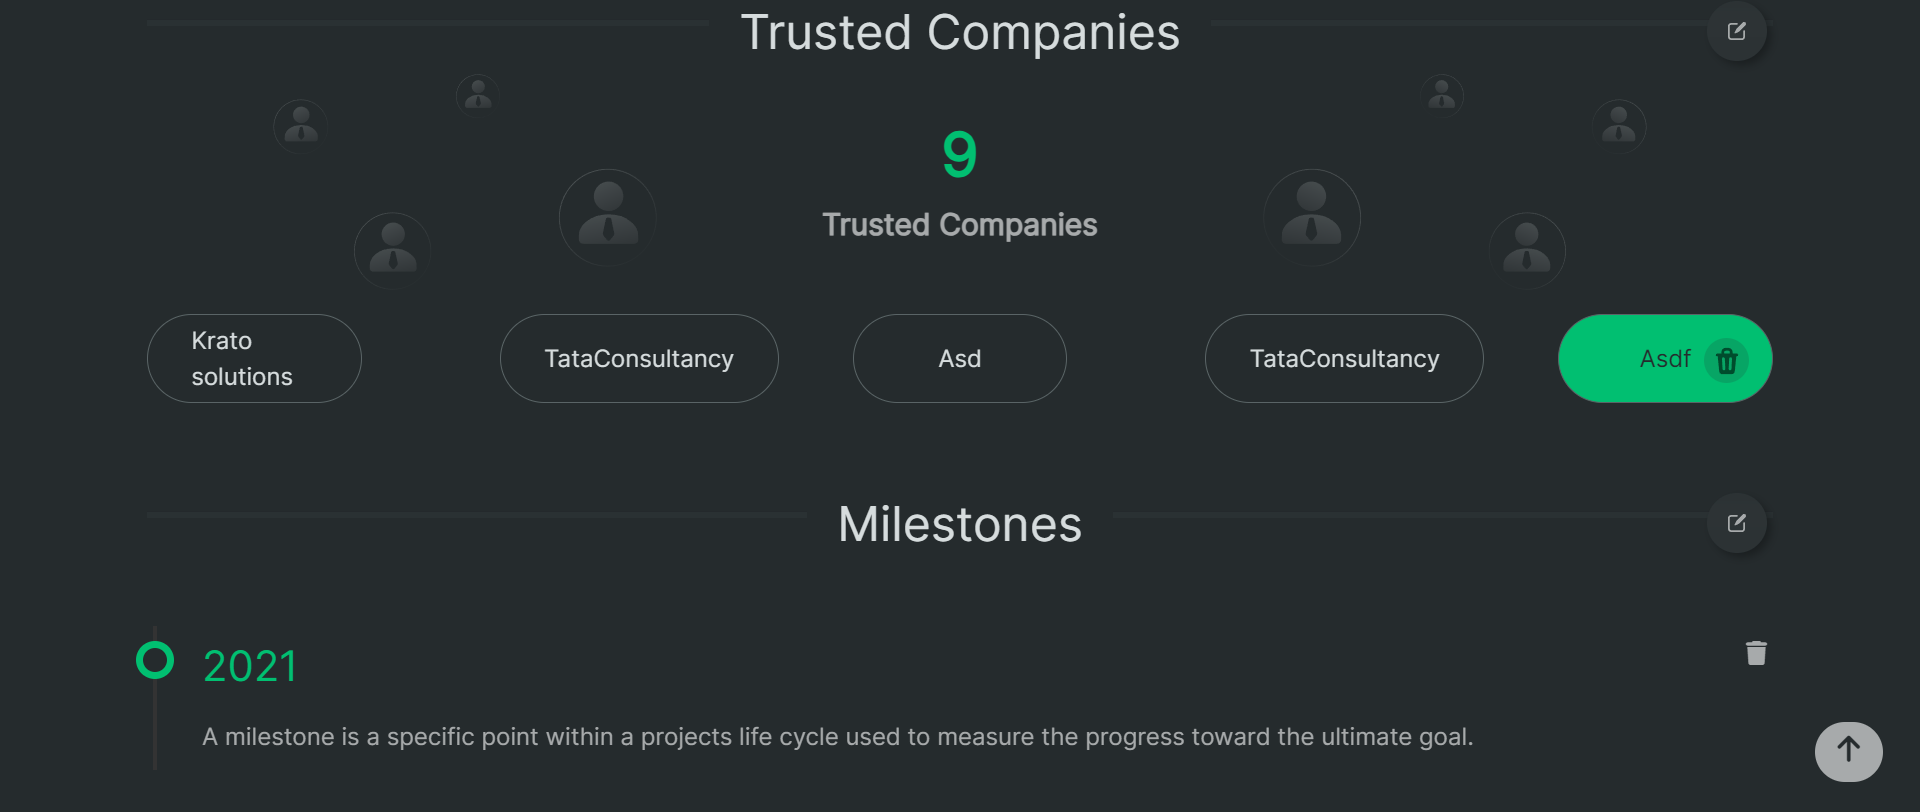 Trusted Companies
9
Trusted Companies
Krato
solutions
TataConsultancy
Asd
TataConsultancy
Asdf
Milestones
2021
A milestone is a specific point within a projects life cycle used to measure the progress toward the ultimate goal.